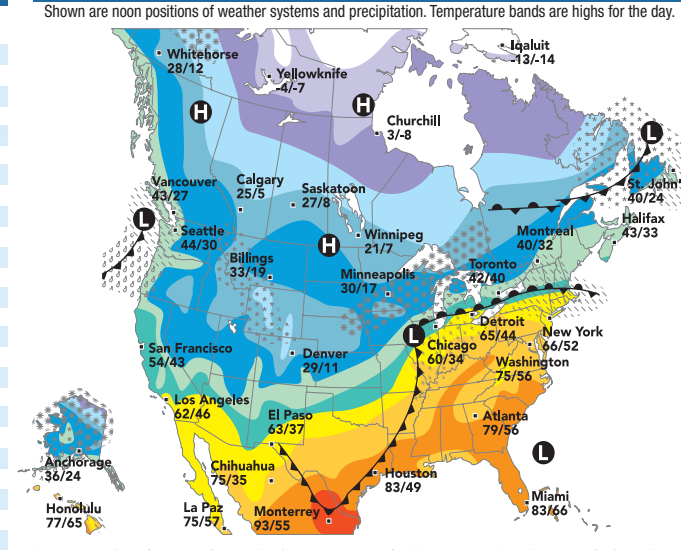 Shown are noon positions of weather systems and precipitation. Temperature bands are highs for the day.
Whitehorse
28/12
Yellowknife
-4/-7
Iqaluit
-13/-14
H
H
Churchill
3/-8
L
Vancouver
43/27
Calgary
25/5
Saskatoon
27/8
St. John'
40/24
L
Seattle
44/30
Halifax
43/33
Winnipeg
21/7
Montreal
40/32
H
Billings
33/19
Minneapolis
30/17
Toronto
42/40
L
Detroit
65/44
New York
66/52
San Francisco
54/43
Denver
29/11
Chicago
60/34
Washington
75/56
Los Angeles
62/46
El Paso
63/37
Atlanta
79/56
L
Anchorage
36/24
Chihuahua
75/35
Houston
83/49
Honolulu
77/65
La Paz
75/57
Monterrey
93/55
Miami
83/66